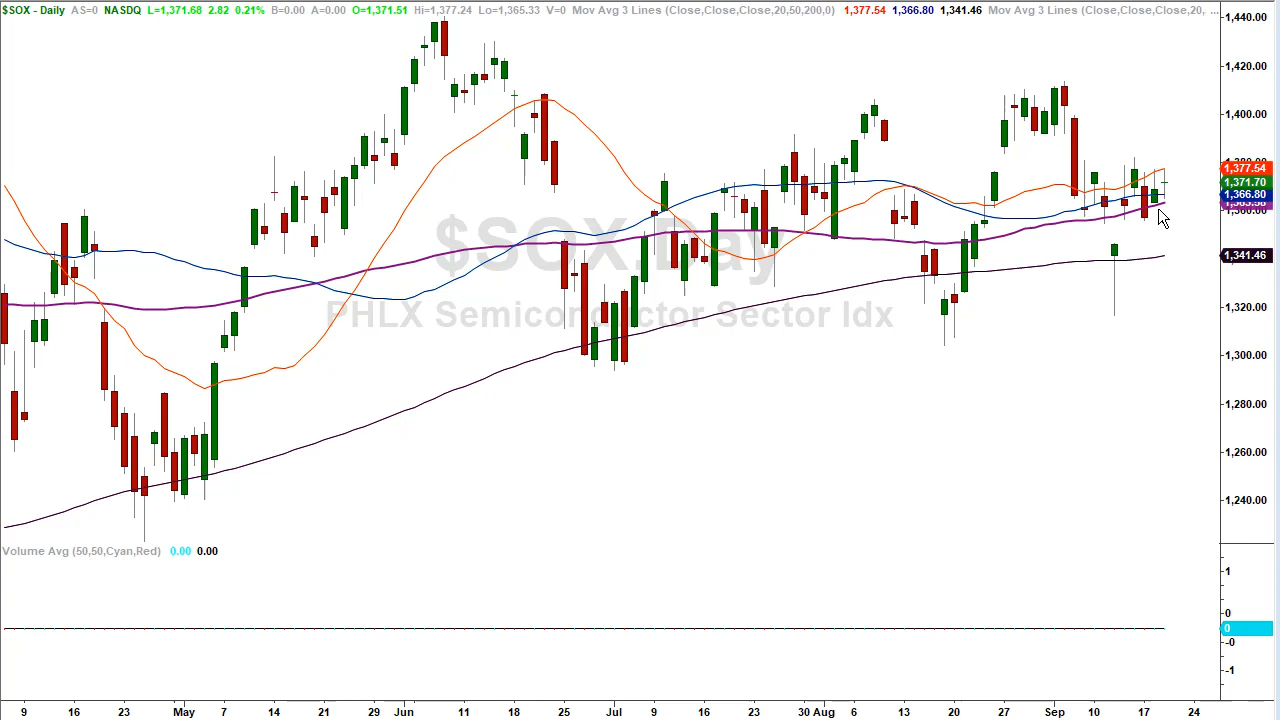 $SOX - Daily NASDQ L=1,371.68 2.82 0.21% B=0.00 A=0.00 O=1,371.51 Hi=1,377.24 Lo=1,365.33 V=0 Mov Avg 3 Lines (Close,Close,Close,20,50,200,0) 1,377.54 1,366.80 1,341.46 Mov Avg 3 Lines (Close,Close,Close,20, ...
AS=0
1,440.00
1,420.00
1,400.00
1,377.54
1,371.70
1,366.80
$SOX.Day
1,341.46
PHLX Semiconductor Sector Idx
1,320.00
1,300.00
1,280.00
1,260.00
1,240.00
Volume Avg (50,50,Cyan,Red) 0.00 0.00
1
0
0
-0
-1
9 16 23 May 7 14 21 29 Jun 11 18 25 Jul 9 16 23 30 Aug 6 13 20 27 Sep 10 17 24